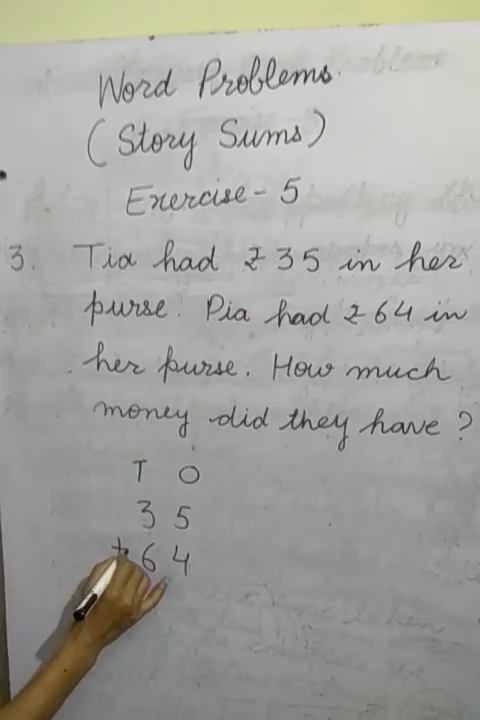 Word Problems.
(Story Sums)
Exercise - 5
3. Tia had ₹35 in her
purse. Pia had ₹64 in
her purse. How much
money did they have?
T O
3 5
+ 6 4